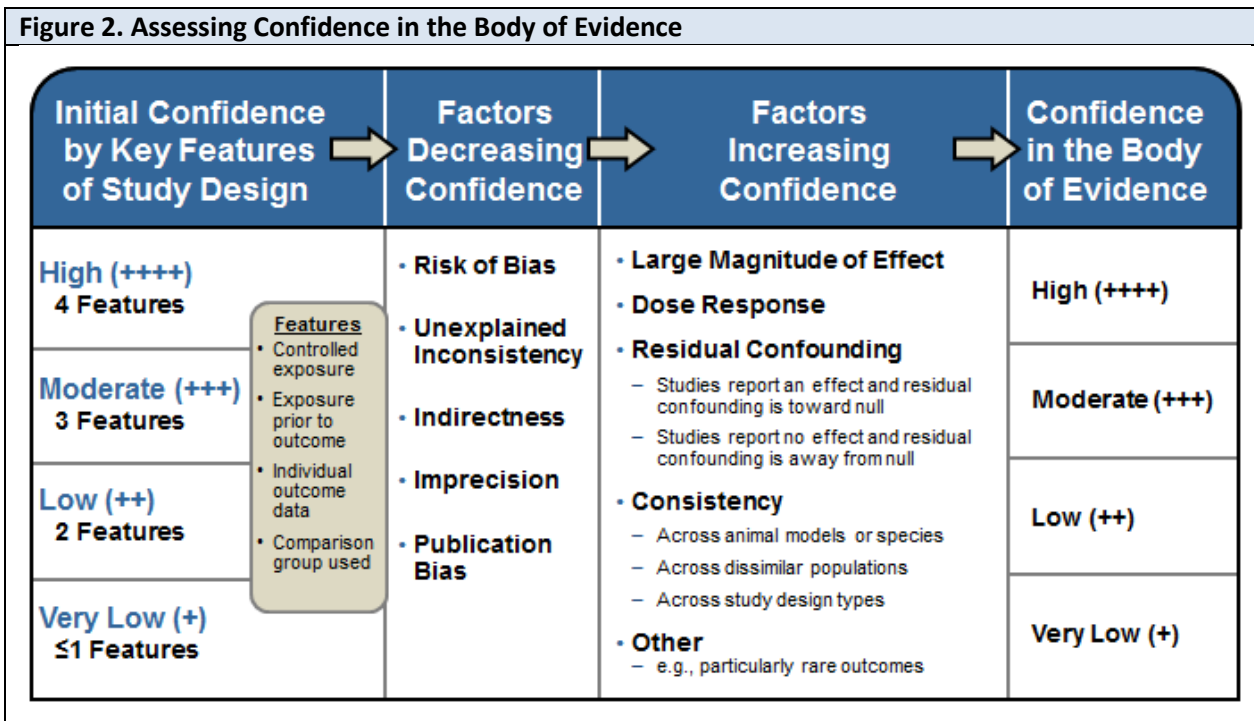 Figure 2. Assessing Confidence in the Body of Evidence
Initial Confidence
by Key Features
of Study Design
Factors
Decreasing
Confidence
Factors
Increasing
Confidence
Confidence
in the Body
of Evidence
High (++++)
4 Features
Moderate (+++)
3 Features
Low (++)
2 Features
Very Low (+)
≤1 Features
Features
• Controlled
exposure
• Exposure
prior to
outcome
• Individual
outcome
data
• Comparison
group used
• Risk of Bias
• Unexplained
Inconsistency
• Indirectness
• Imprecision
• Publication
Bias
• Large Magnitude of Effect
• Dose Response
• Residual Confounding
– Studies report an effect and residual
confounding is toward null
– Studies report no effect and residual
confounding is away from null
• Consistency
– Across animal models or species
– Across dissimilar populations
– Across study design types
• Other
– e.g., particularly rare outcomes
High (++++)
Moderate (+++)
Low (++)
Very Low (+)